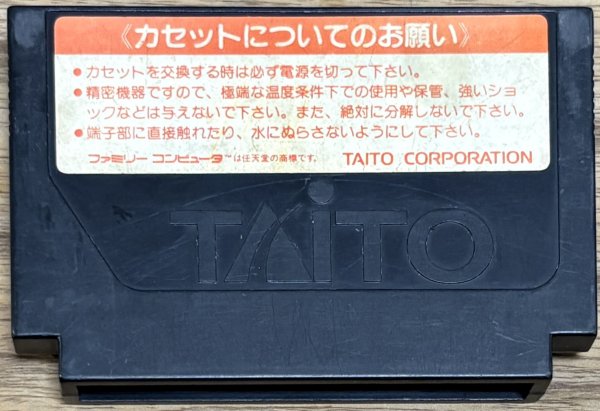 《カセットについてのお願い》
●カセットを交換する時は必ず電源を切って下さい。
●精密機器ですので、極端な温度条件下での使用や保管、強いショ
ックなどは与えないで下さい。また、絶対に分解しないで下さい。
●端子部に直接触れたり、水にぬらさないようにして下さい。
ファミリー コンピュータ™は任天堂の商標です。 TAITO CORPORATION
TAITO